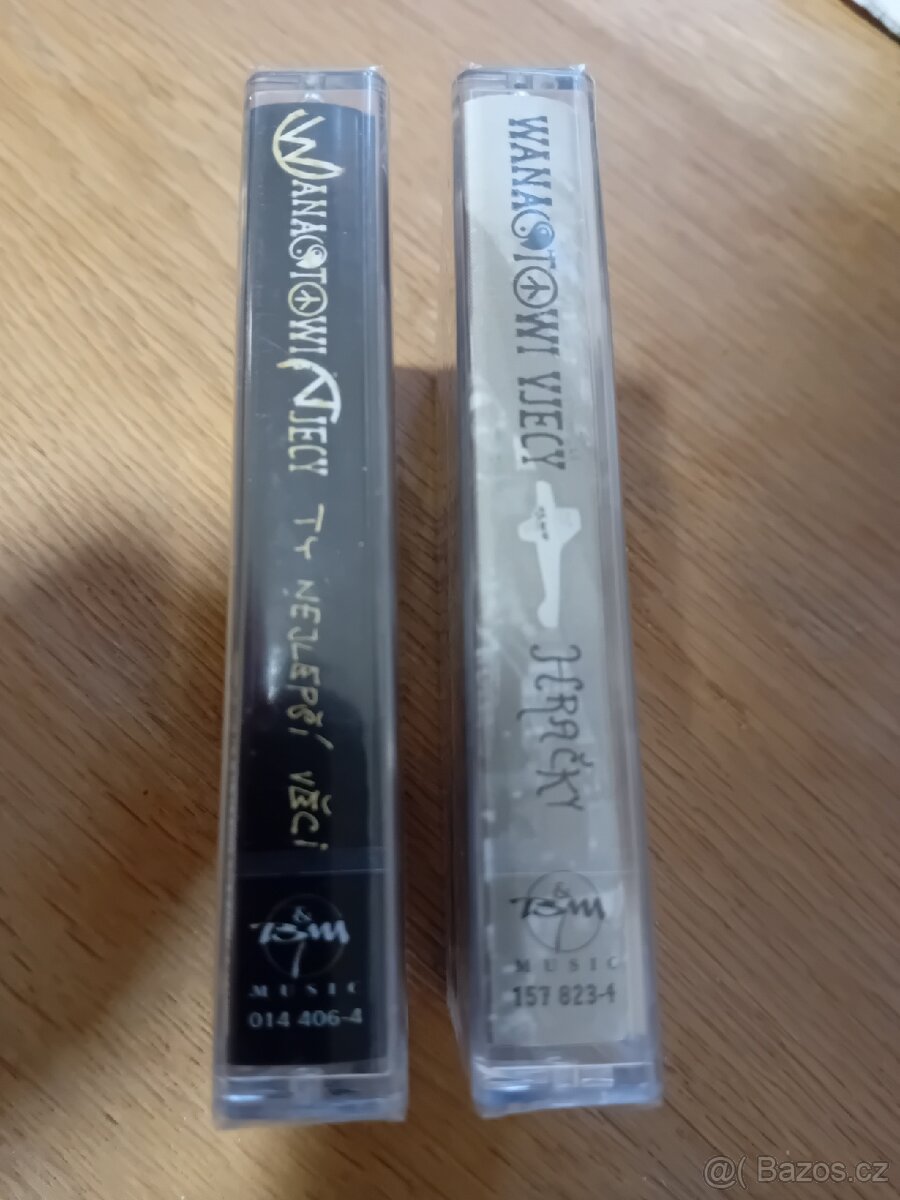 WANASTOWI VJECY TY NEJLEPŠÍ VĚCI
B&M
MUSIC
014 406-4
WANASTOWI VJECY HRAČKY
B&M
MUSIC
157 823-4
@( Bazos.cz